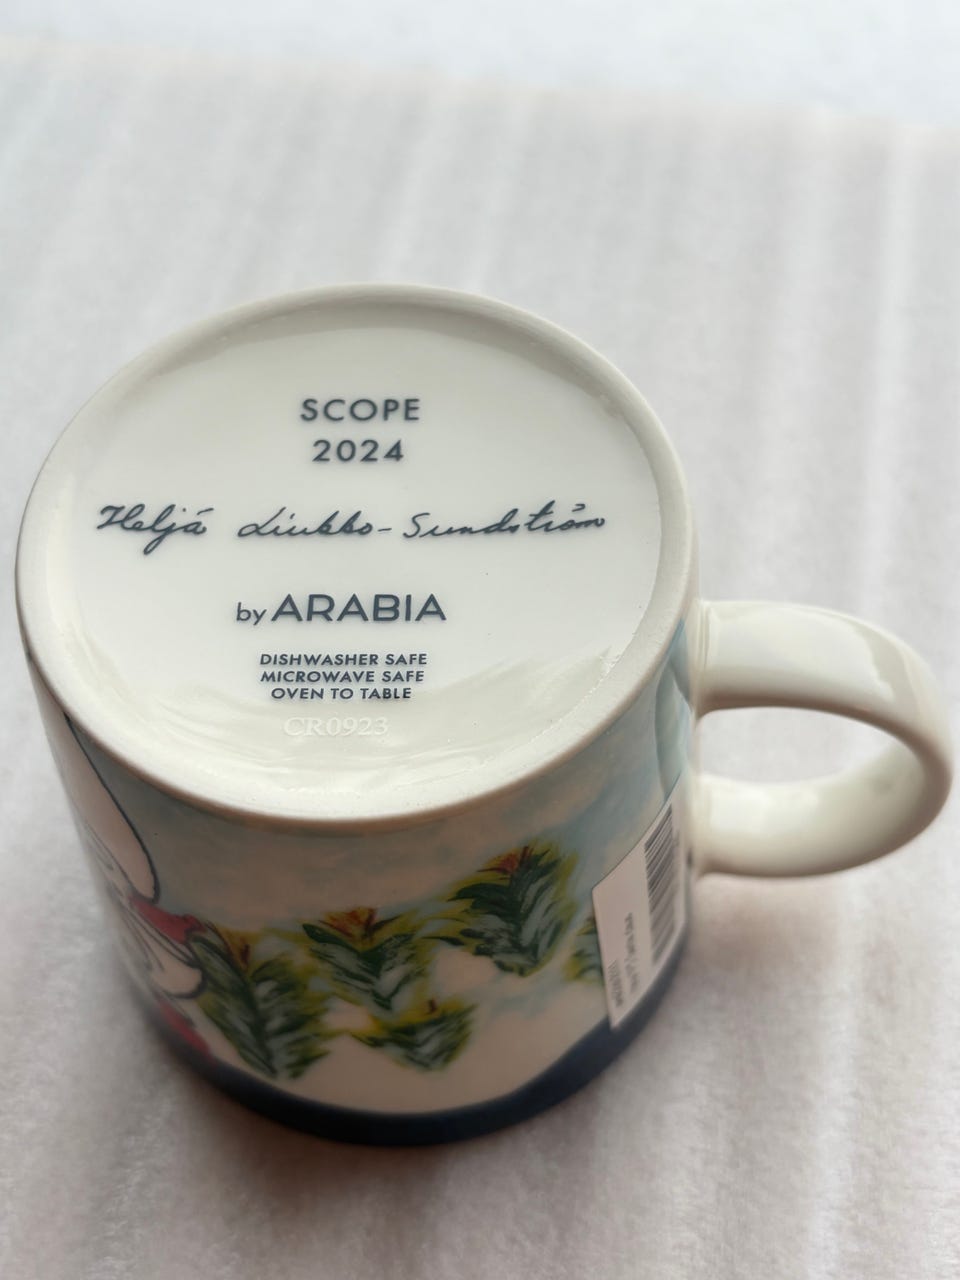 SCOPE
2024
Heljä Liukko-Sundström
by ARABIA
DISHWASHER SAFE
MICROWAVE SAFE
OVEN TO TABLE
CR0923